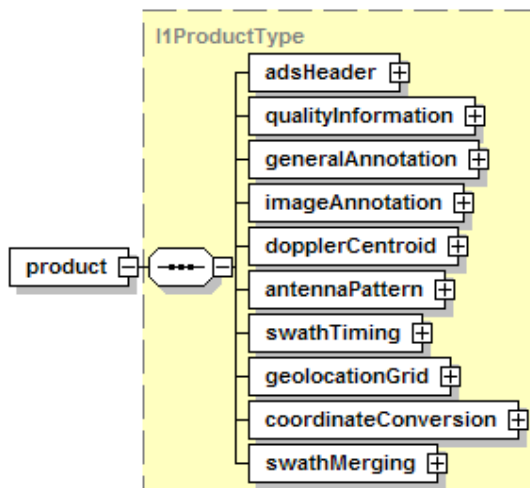 l1ProductType
adsHeader
qualityInformation
generalAnnotation
imageAnnotation
dopplerCentroid
product
antennaPattern
swathTiming
geolocationGrid
coordinateConversion
swathMerging